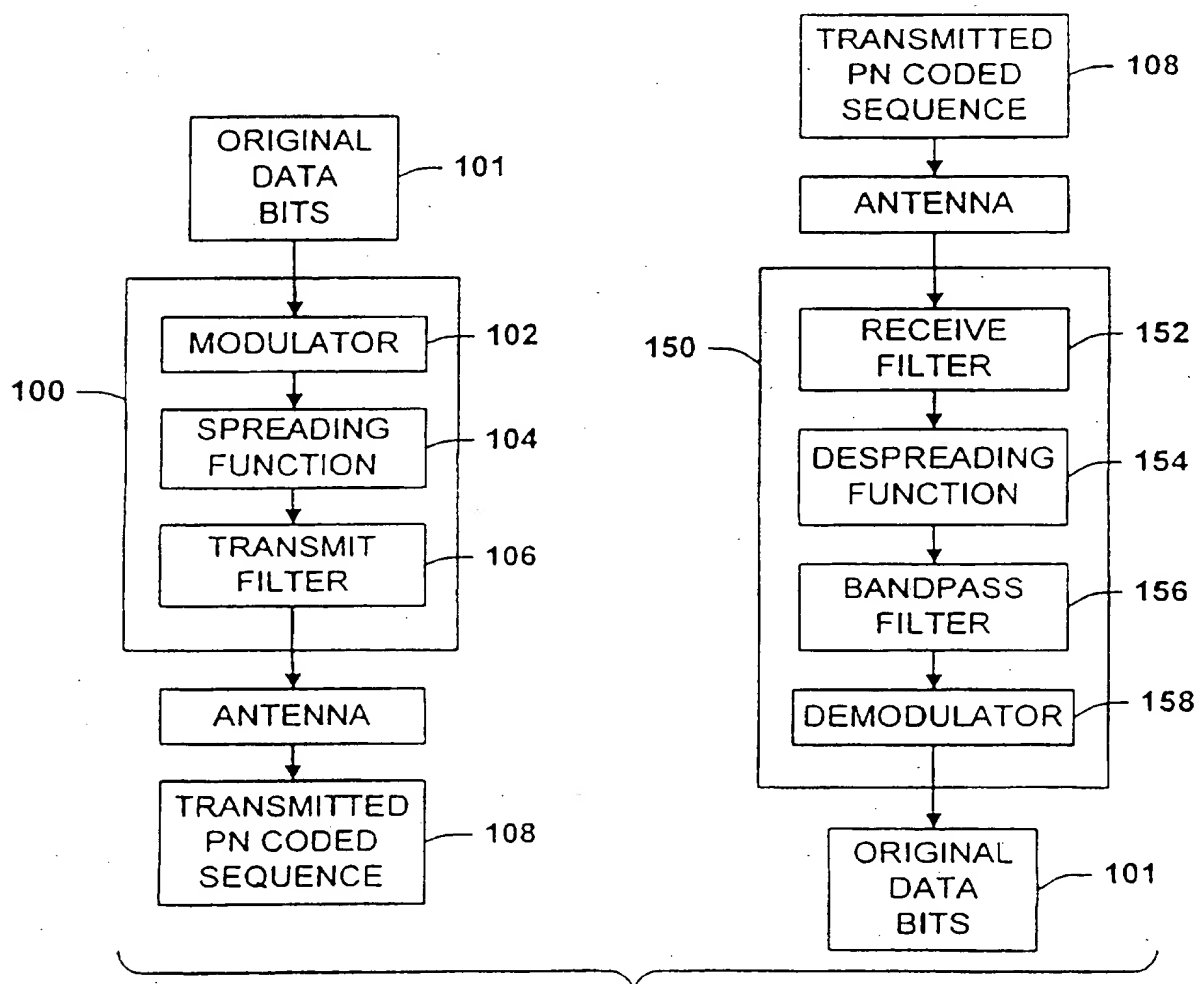 ORIGINAL
DATA
BITS
101
100
MODULATOR
102
SPREADING
FUNCTION
104
TRANSMIT
FILTER
106
ANTENNA
TRANSMITTED
PN CODED
SEQUENCE
108
TRANSMITTED
PN CODED
SEQUENCE
108
ANTENNA
150
RECEIVE
FILTER
152
DESPREADING
FUNCTION
154
BANDPASS
FILTER
156
DEMODULATOR
158
ORIGINAL
DATA
BITS
101